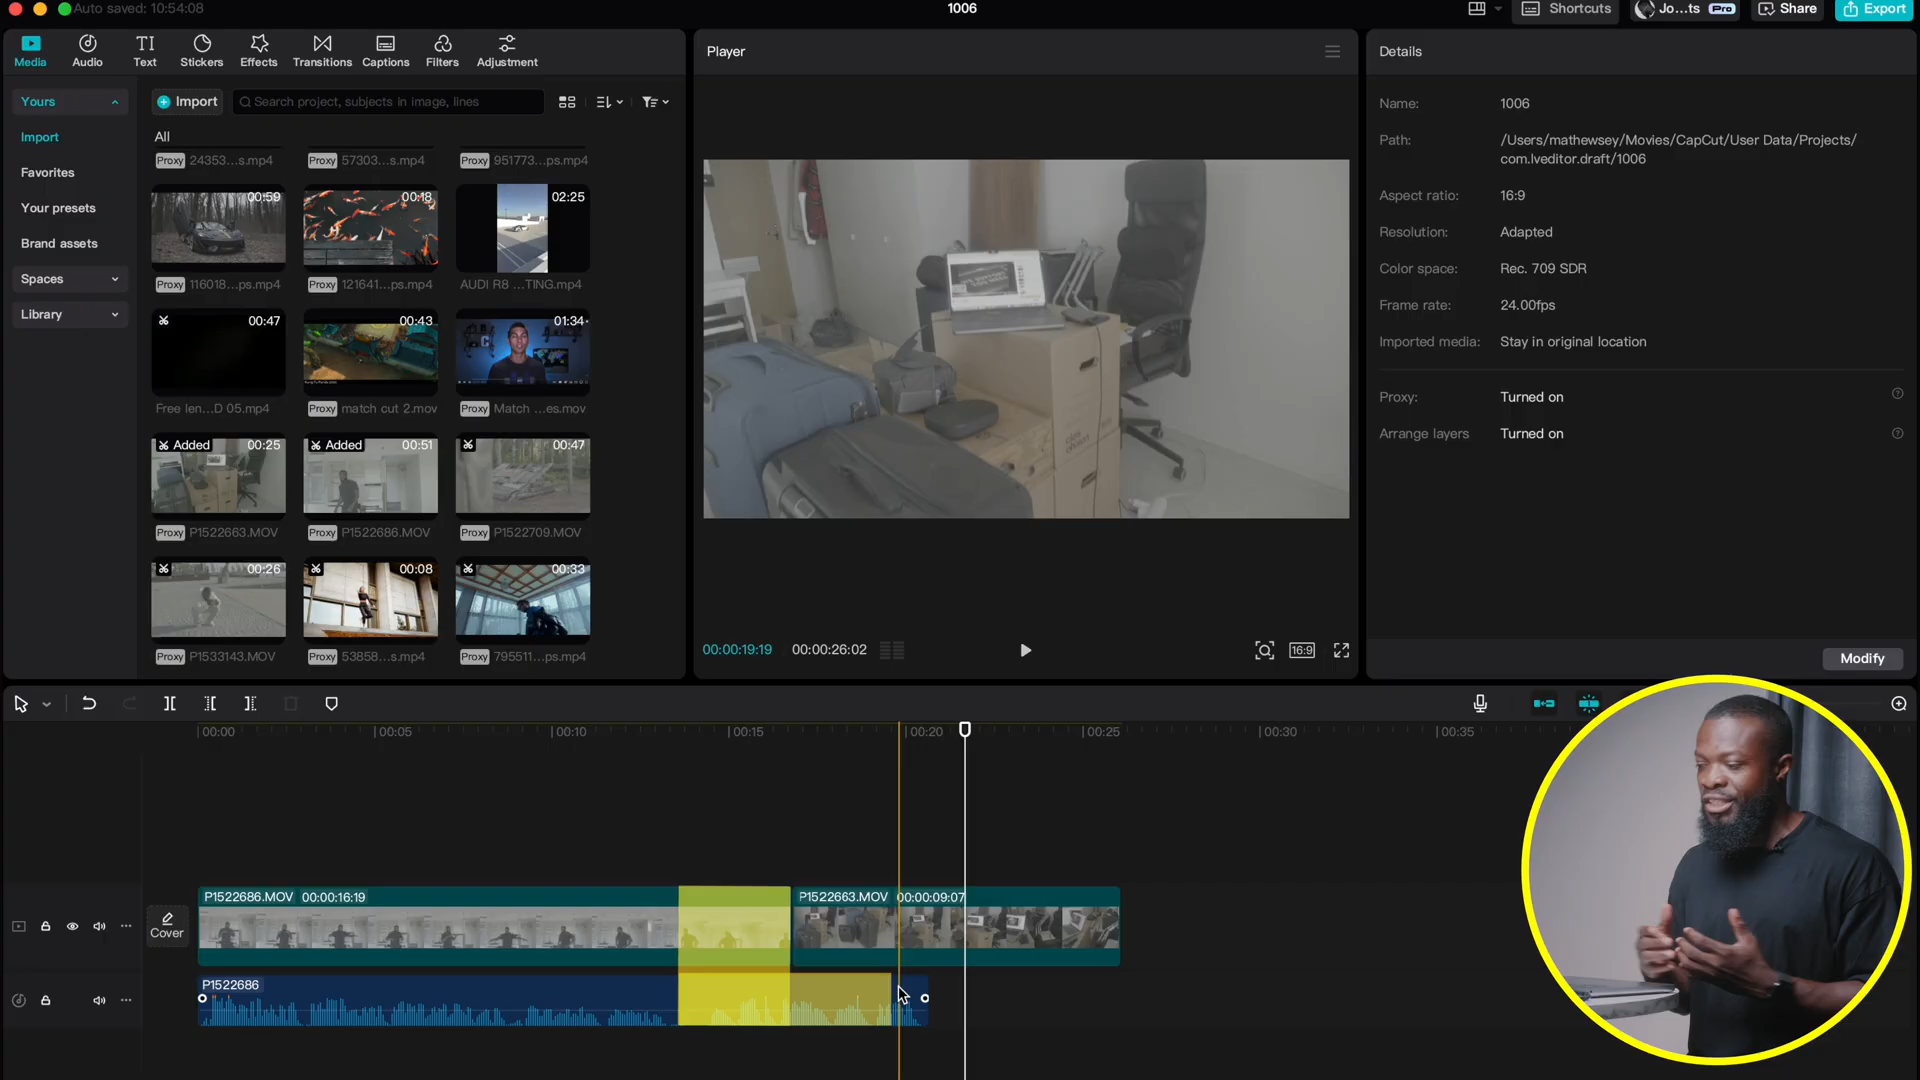 Auto saved: 10:54:08
1006
Shortcuts
Jo...ts
Pro
Share
Export
Media
Audio
TI
Text
Stickers
Effects
Transitions
Captions
Filters
Adjustment
Player
Details
Yours
Import
Favorites
Your presets
Brand assets
Spaces
Library
Import
Search project, subjects in image, lines
All
Proxy 24353...s.mp4
Proxy 57303...s.mp4
Proxy 951773...ps.mp4
00:59
00:18
02:25
Proxy 116018...ps.mp4
Proxy 121641...ps.mp4
AUDI R8 ...TING.mp4
00:47
00:43
01:34
Free len...D 05.mp4
Proxy match cut 2.mov
Proxy Match ...es.mov
Added 00:25
Added 00:51
00:47
Proxy P1522663.MOV
Proxy P1522686.MOV
Proxy P1522709.MOV
00:26
00:08
00:33
Proxy P1533143.MOV
Proxy 53858...s.mp4
Proxy 795511...ps.mp4
00:00:19:19
00:00:26:02
16:9
Name: 1006
Path: /Users/mathewsey/Movies/CapCut/User Data/Projects/
com.lveditor.draft/1006
Aspect ratio: 16:9
Resolution: Adapted
Color space: Rec. 709 SDR
Frame rate: 24.00fps
Imported media: Stay in original location
Proxy: Turned on
Arrange layers Turned on
Modify
00:00
00:05
00:10
00:15
00:20
00:25
00:30
00:35
Cover
P1522686.MOV 00:00:16:19
P1522663.MOV 00:00:09:07
P1522686